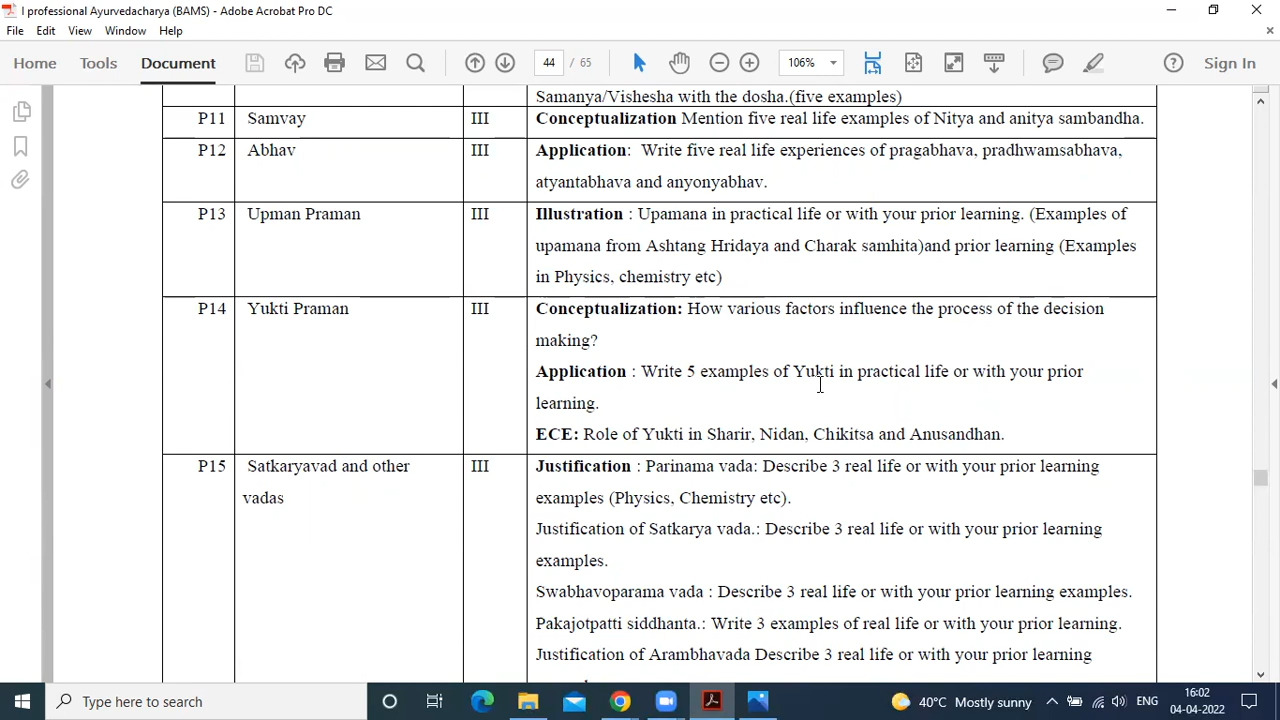 I professional Ayurvedacharya (BAMS) - Adobe Acrobat Pro DC
File Edit View Window Help
Home Tools Document 44 / 65 106% Sign In
Samanya/Vishesha with the dosha.(five examples)
P11 Samvay III Conceptualization Mention five real life examples of Nitya and anitya sambandha.
P12 Abhav III Application: Write five real life experiences of pragabhava, pradhwamsabhava,
atyantabhava and anyonyabhav.
P13 Upman Praman III Illustration : Upamana in practical life or with your prior learning. (Examples of
upamana from Ashtang Hridaya and Charak samhita)and prior learning (Examples
in Physics, chemistry etc)
P14 Yukti Praman III Conceptualization: How various factors influence the process of the decision
making?
Application : Write 5 examples of Yukti in practical life or with your prior
learning.
ECE: Role of Yukti in Sharir, Nidan, Chikitsa and Anusandhan.
P15 Satkaryavad and other III Justification : Parinama vada: Describe 3 real life or with your prior learning
vadas examples (Physics, Chemistry etc).
Justification of Satkarya vada.: Describe 3 real life or with your prior learning
examples.
Swabhavoparama vada : Describe 3 real life or with your prior learning examples.
Pakajotpatti siddhanta.: Write 3 examples of real life or with your prior learning.
Justification of Arambhavada Describe 3 real life or with your prior learning
Type here to search 40°C Mostly sunny ENG 16:02
04-04-2022